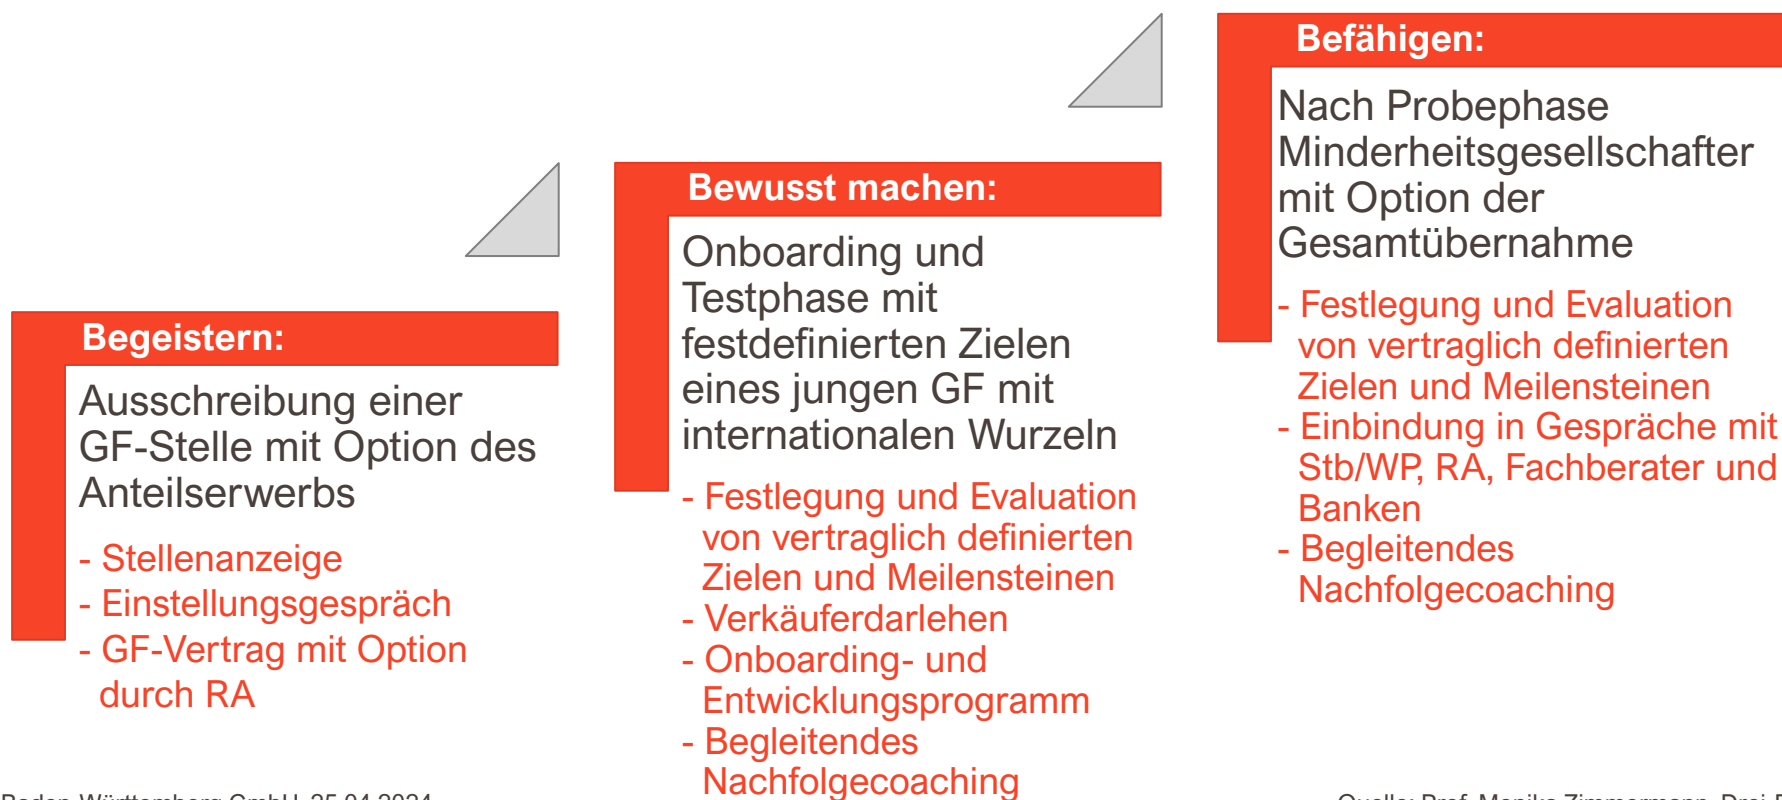 Begeistern:
Ausschreibung einer
GF-Stelle mit Option des
Anteilserwerbs
- Stellenanzeige
- Einstellungsgespräch
- GF-Vertrag mit Option
durch RA
Bewusst machen:
Onboarding und
Testphase mit
festdefinierten Zielen
eines jungen GF mit
internationalen Wurzeln
- Festlegung und Evaluation
von vertraglich definierten
Zielen und Meilensteinen
- Verkäuferdarlehen
- Onboarding- und
Entwicklungsprogramm
- Begleitendes
Nachfolgecoaching
Befähigen:
Nach Probephase
Minderheitsgesellschafter
mit Option der
Gesamtübernahme
- Festlegung und Evaluation
von vertraglich definierten
Zielen und Meilensteinen
- Einbindung in Gespräche mit
Stb/WP, RA, Fachberater und
Banken
- Begleitendes
Nachfolgecoaching